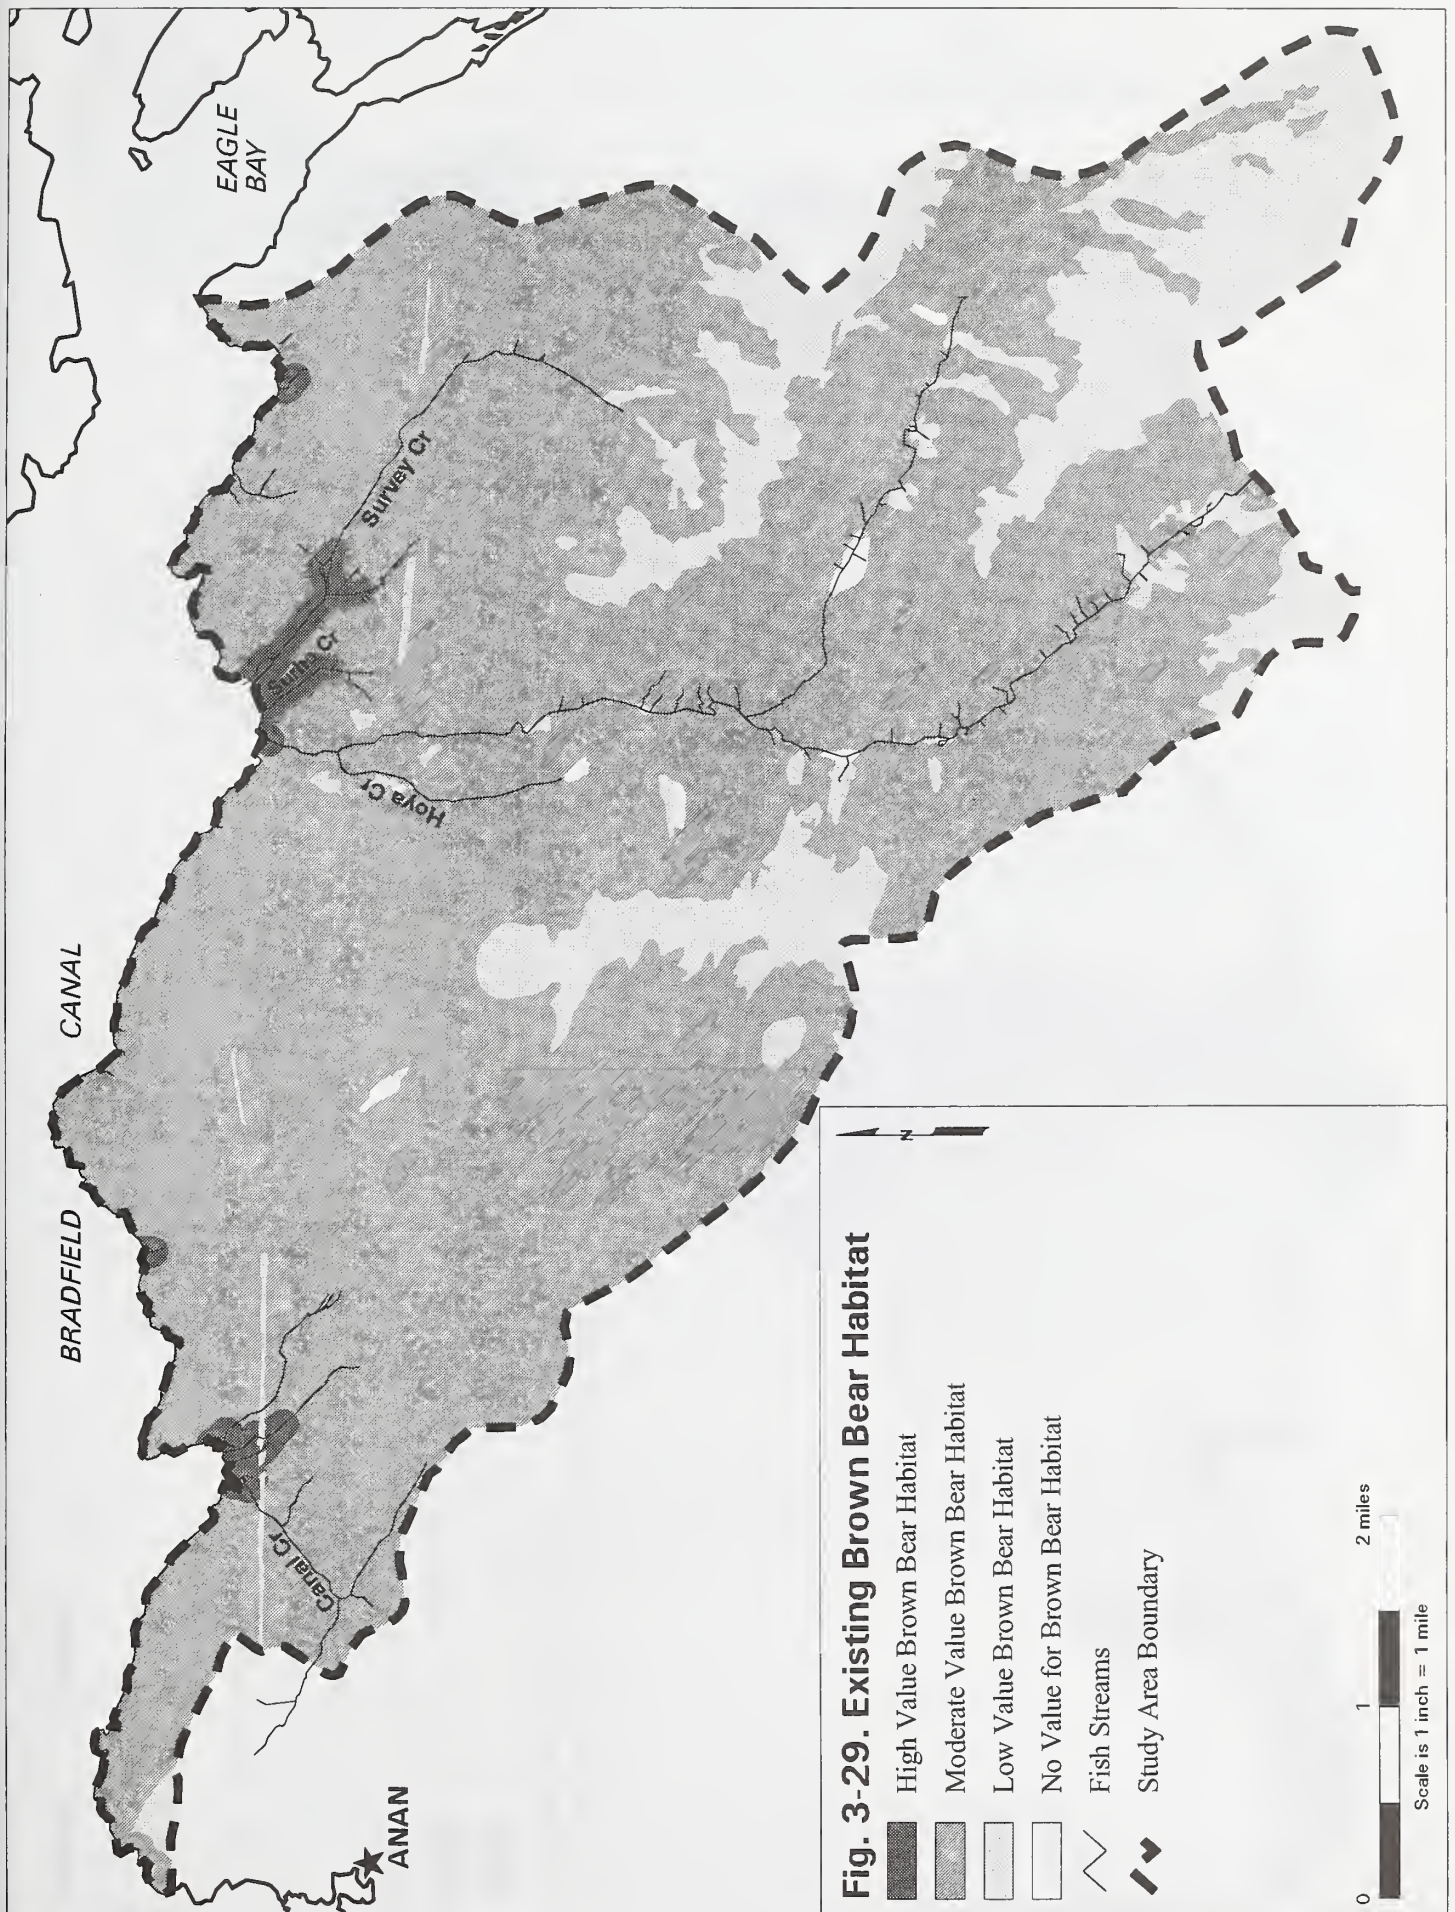 EAGLE
BAY
BRADFIELD CANAL
Survey Cr
Hoya Cr
Canal Cr
ANAN
N
Fig. 3-29. Existing Brown Bear Habitat
High Value Brown Bear Habitat
Moderate Value Brown Bear Habitat
Low Value Brown Bear Habitat
No Value for Brown Bear Habitat
Fish Streams
Study Area Boundary
0 1 2 miles
Scale is 1 inch = 1 mile